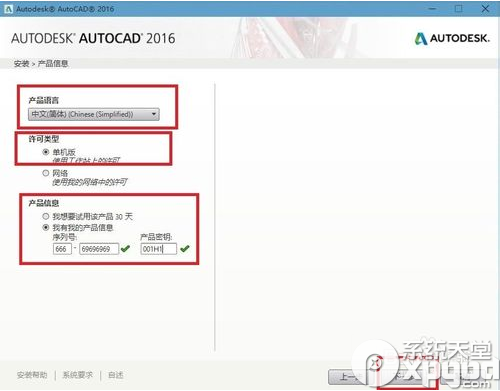 Autodesk® AutoCAD® 2016
AUTODESK® AUTOCAD® 2016
AUTODESK.
安装 > 产品信息
产品语言
中文(简体) (Chinese (Simplified))
许可类型
单机版
使用工作站上的许可
网络
使用我的网络中的许可
产品信息
我想要试用该产品 30 天
我有我的产品信息
序列号: 产品密钥:
666 - 69696969 001H1
安装帮助 | 系统要求 | 自述
上一
系统天堂